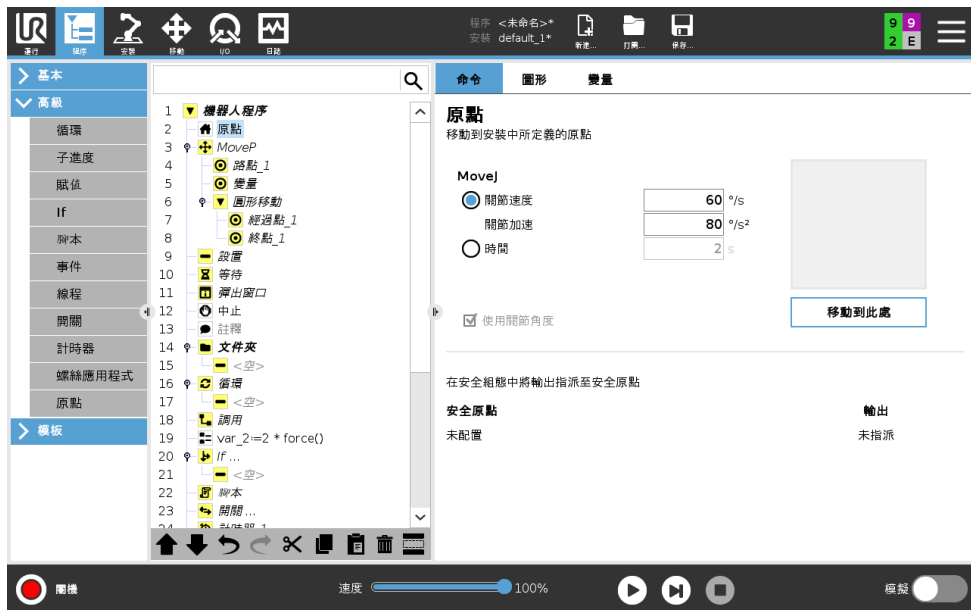 程序 <未命名>*
安裝 default_1*
運行
程序
安裝
移動
I/O
日誌
新建...
打開...
保存...
9 9
2 E
基本
高級
循環
子進度
賦值
If
腳本
事件
線程
開關
計時器
螺絲應用程式
原點
模板
1 機器人程序
2 原點
3 MoveP
4 路點_1
5 變量
6 圓形移動
7 經過點_1
8 終點_1
9 設置
10 等待
11 彈出窗口
12 中止
13 註釋
14 文件夾
15 <空>
16 循環
17 <空>
18 調用
19 var_2≔2 * force()
20 If ...
21 <空>
22 腳本
23 開關 ...
24 計時器_1
命令
圖形
變量
原點
移動到安裝中所定義的原點
MoveJ
關節速度 60 °/s
關節加速 80 °/s²
時間 2 s
使用關節角度
移動到此處
在安全組態中將輸出指派至安全原點
安全原點 輸出
未配置 未指派
關機
速度 100%
模擬